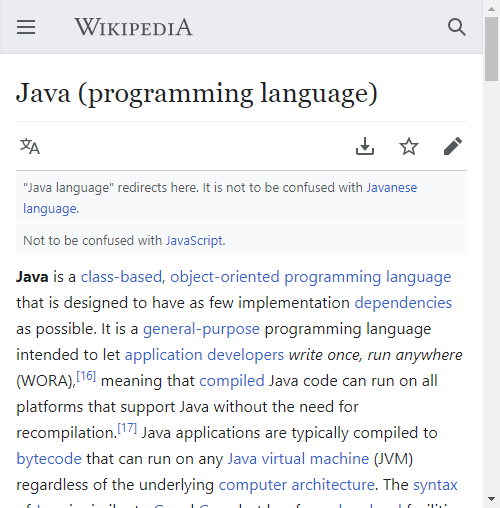 WIKIPEDIA
Java (programming language)
"Java language" redirects here. It is not to be confused with Javanese
language.
Not to be confused with JavaScript.
Java is a class-based, object-oriented programming language
that is designed to have as few implementation dependencies
as possible. It is a general-purpose programming language
intended to let application developers write once, run anywhere
(WORA),[16] meaning that compiled Java code can run on all
platforms that support Java without the need for
recompilation.[17] Java applications are typically compiled to
bytecode that can run on any Java virtual machine (JVM)
regardless of the underlying computer architecture. The syntax